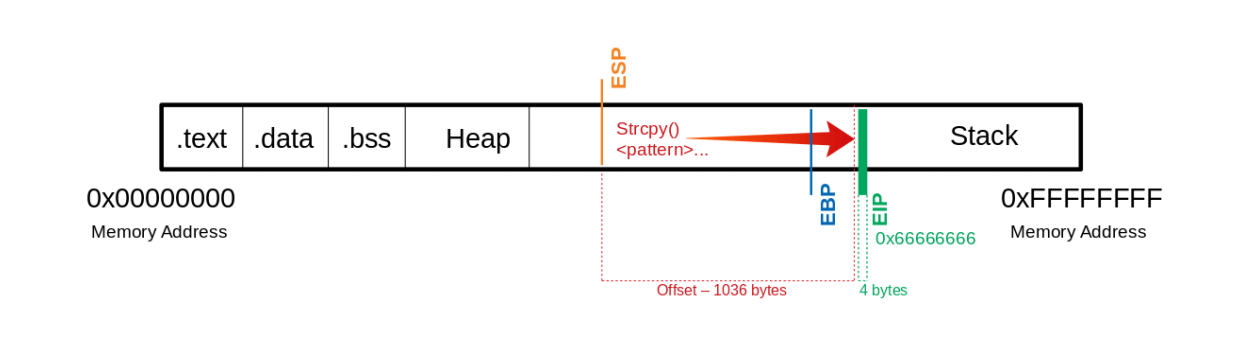 ESP
.text
.data
.bss
Heap
Strcpy()
<pattern>...
Stack
0x00000000
Memory Address
EBP
EIP
0x66666666
0xFFFFFFFF
Memory Address
Offset – 1036 bytes
4 bytes